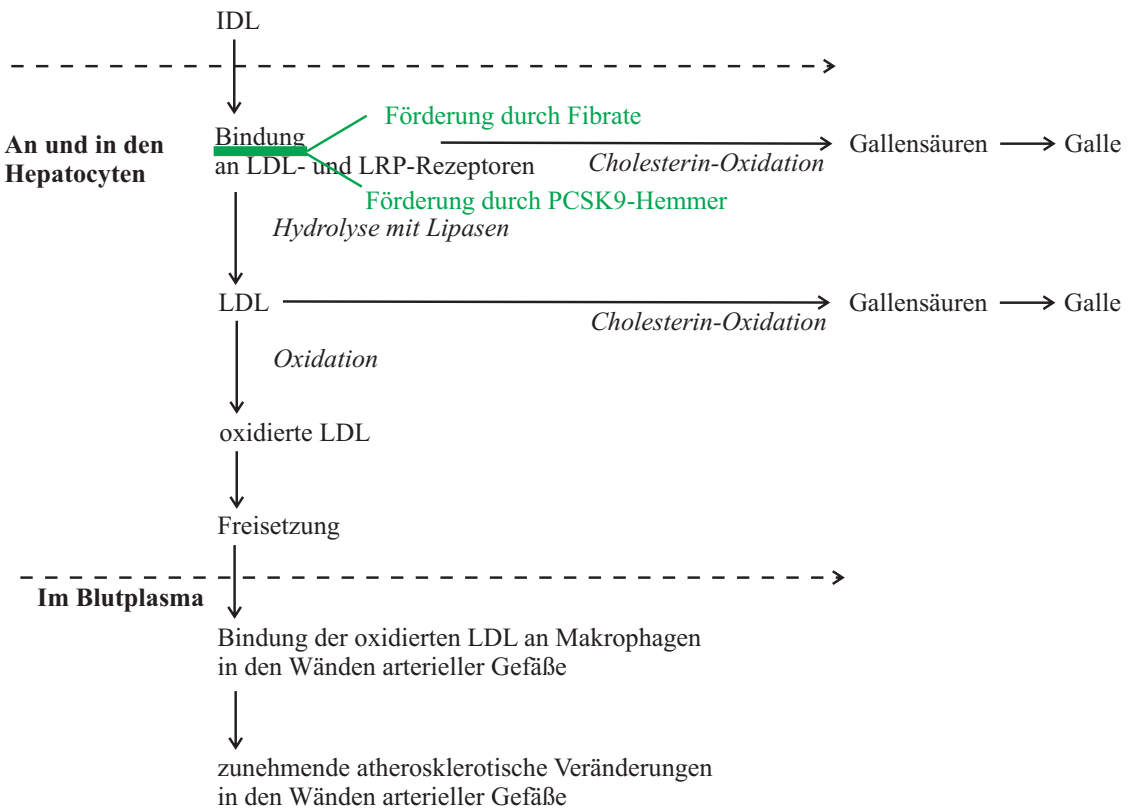 IDL
An und in den
Hepatocyten
Förderung durch Fibrate
Bindung
an LDL- und LRP-Rezeptoren
Cholesterin-Oxidation
Gallensäuren
Galle
Förderung durch PCSK9-Hemmer
Hydrolyse mit Lipasen
LDL
Cholesterin-Oxidation
Gallensäuren
Galle
Oxidation
oxidierte LDL
Freisetzung
Im Blutplasma
Bindung der oxidierten LDL an Makrophagen
in den Wänden arterieller Gefäße
zunehmende atherosklerotische Veränderungen
in den Wänden arterieller Gefäße